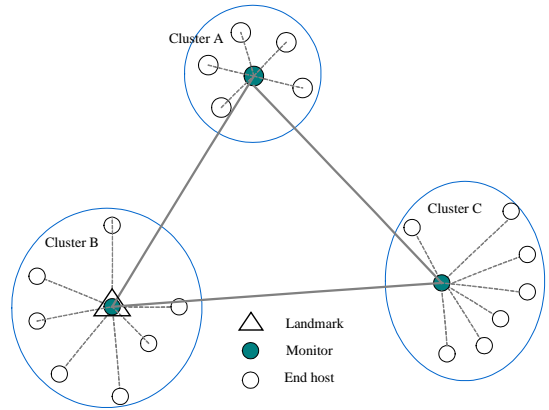 Cluster A
Cluster C
Cluster B
Landmark
Monitor
End host